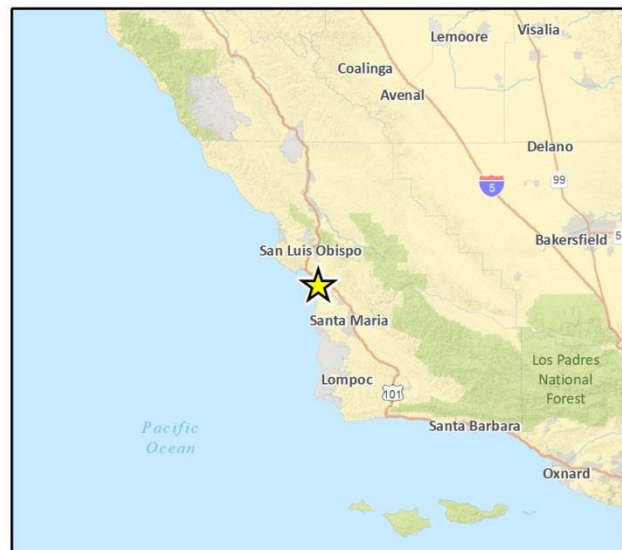 Lemoore
Visalia
Coalinga
Avenal
Delano
99
5
Bakersfield
San Luis Obispo
Santa Maria
Los Padres
National
Forest
Lompoc
101
Santa Barbara
Pacific
Ocean
Oxnard